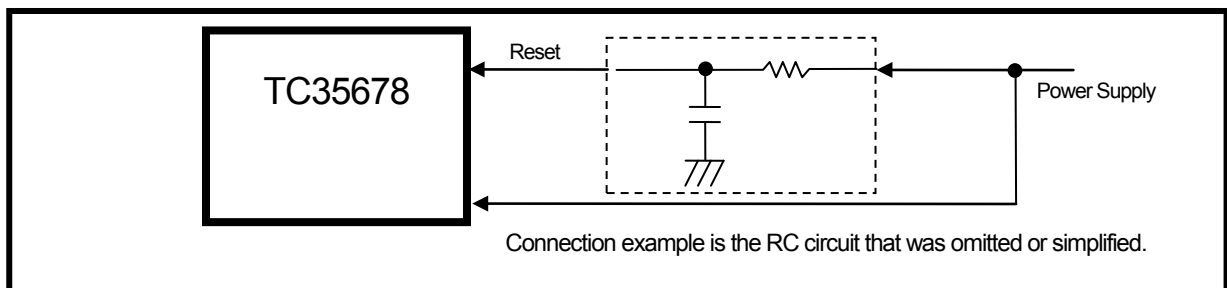 Reset
TC35678
Power Supply
Connection example is the RC circuit that was omitted or simplified.